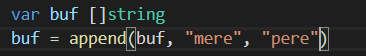 var buf []string
buf = append(buf, "mere", "pere")